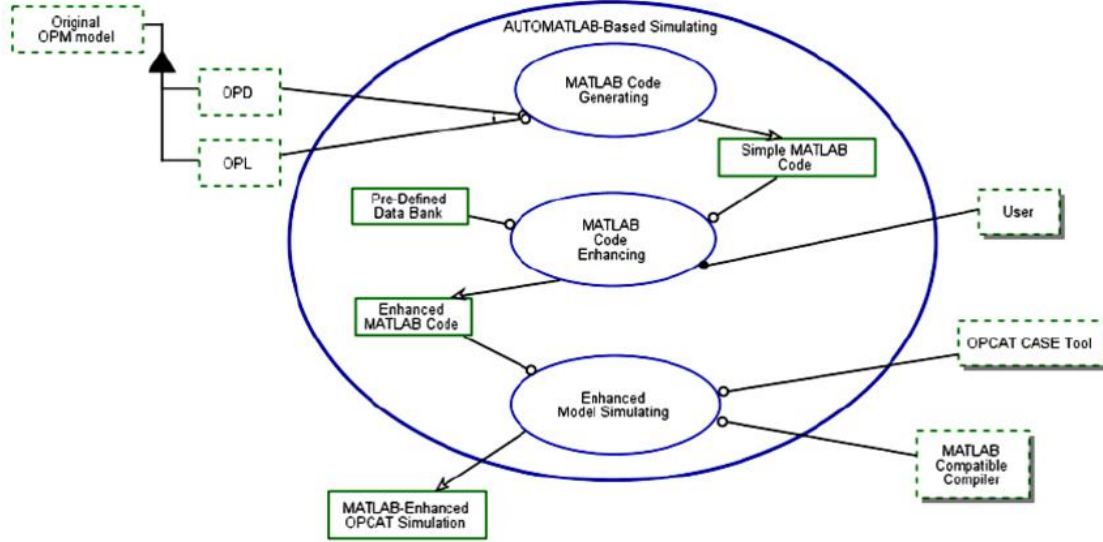 Original
OPM model
AUTOMATLAB-Based Simulating
OPD
MATLAB Code
Generating
OPL
Simple MATLAB
Code
Pre-Defined
Data Bank
MATLAB
Code
Enhancing
User
Enhanced
MATLAB Code
OPCAT CASE Tool
Enhanced
Model Simulating
MATLAB
Compatible
Compiler
MATLAB-Enhanced
OPCAT Simulation